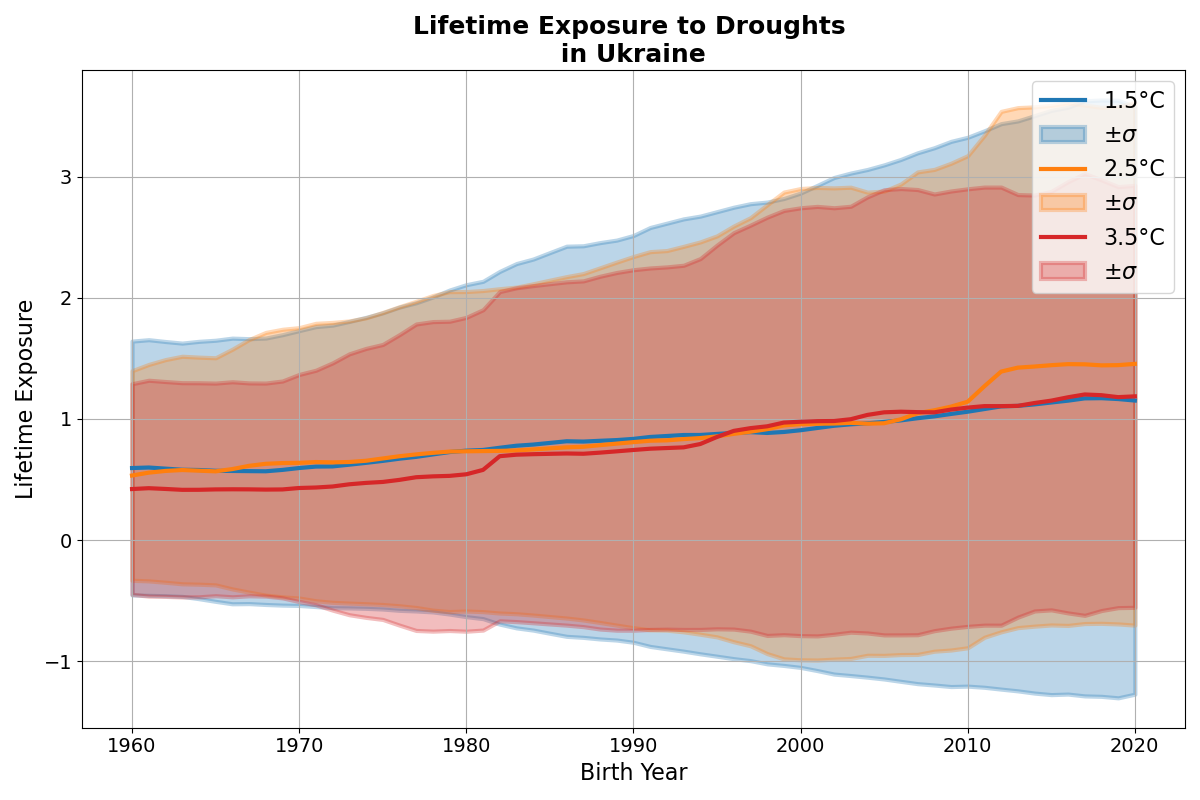 Lifetime Exposure to Droughts
in Ukraine
1.5°C
±σ
2.5°C
±σ
3.5°C
±σ
Lifetime Exposure
3
2
1
0
−1
1960 1970 1980 1990 2000 2010 2020
Birth Year